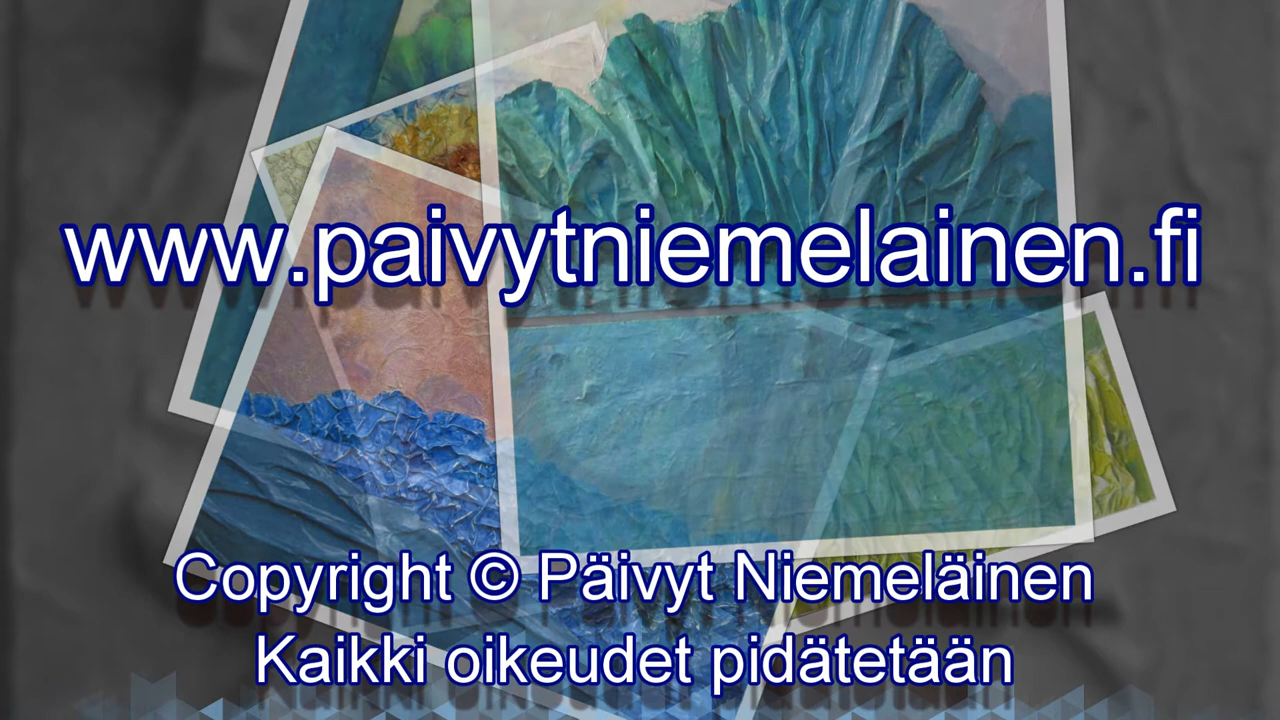 www.paivytniemelainen.fi
Copyright © Päivyt Niemeläinen
Kaikki oikeudet pidätetään